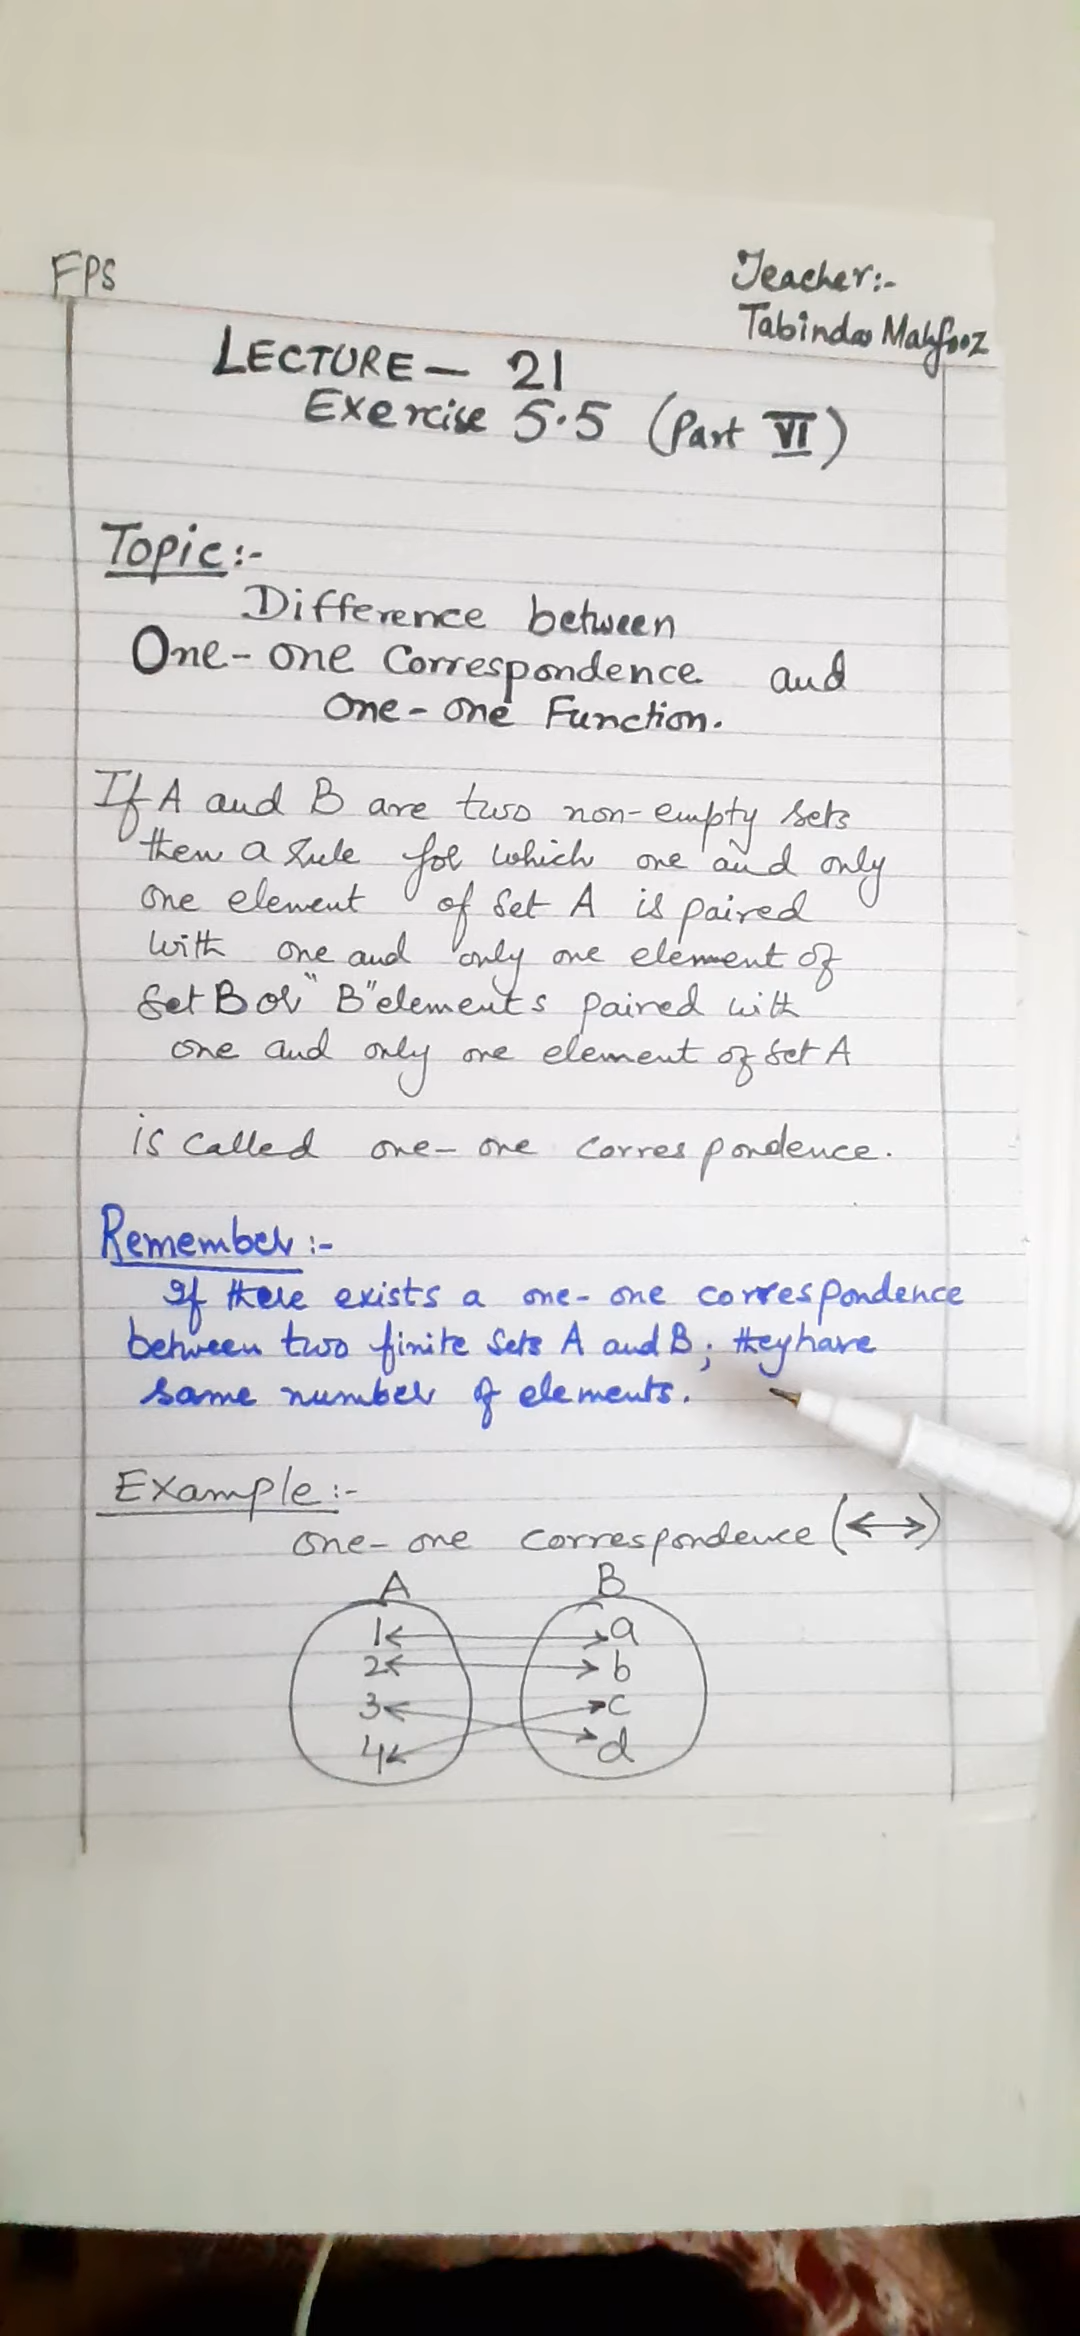 FPS
Teacher:-
Tabinda Mahfooz
LECTURE - 21
Exercise 5.5 (Part VI)
Topic:-
Difference between
One-one Correspondence and
one-one Function.
If A and B are two non-empty sets
then a rule for which one and only
one element of set A is paired
with one and only one element of
set B or "B" elements paired with
one and only one element of set A
is called one-one correspondence.
Remember:-
If there exists a one-one correspondence
between two finite sets A and B; they have
same number of elements.
Example:-
one-one correspondence (↔)
A B
1 a
2 b
3 c
4 d